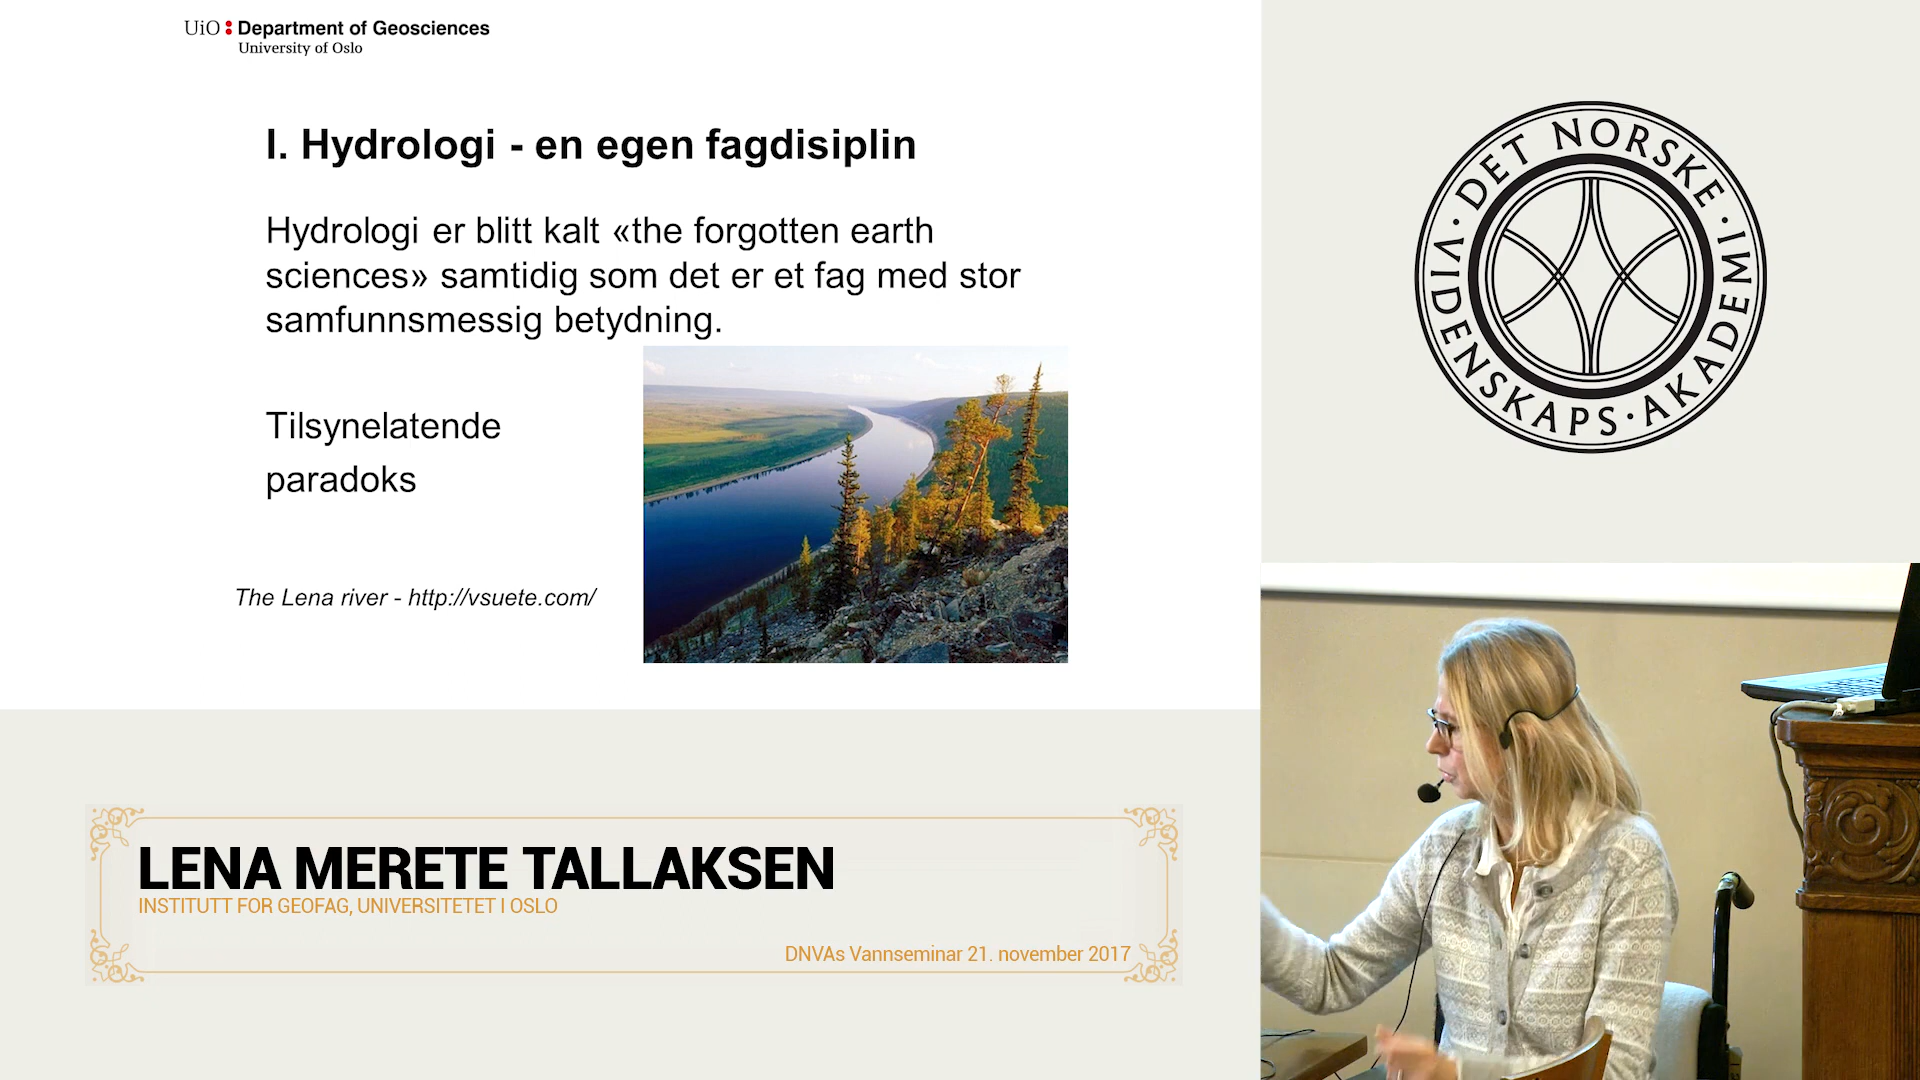 UiO Department of Geosciences
University of Oslo
I. Hydrologi - en egen fagdisiplin
Hydrologi er blitt kalt «the forgotten earth
sciences» samtidig som det er et fag med stor
samfunnsmessig betydning.
Tilsynelatende
paradoks
The Lena river - http://vsuete.com/
DET NORSKE · VIDENSKAPS · AKADEMI ·
LENA MERETE TALLAKSEN
INSTITUTT FOR GEOFAG, UNIVERSITETET I OSLO
DNVAs Vannseminar 21. november 2017